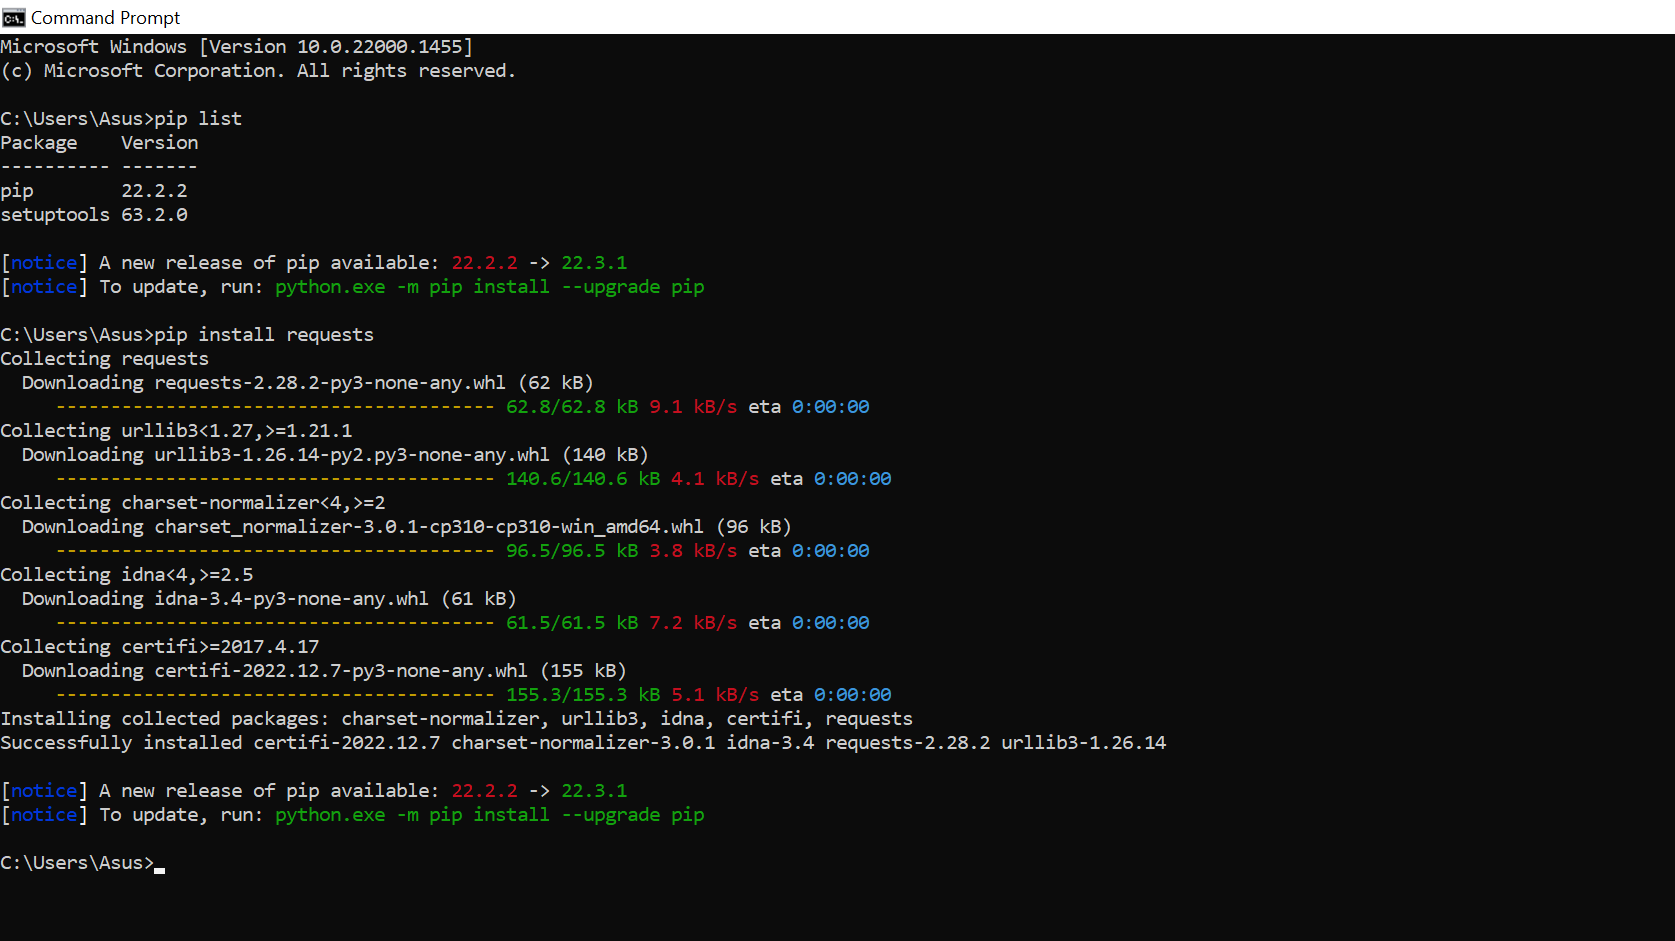 Command Prompt
Microsoft Windows [Version 10.0.22000.1455]
(c) Microsoft Corporation. All rights reserved.
C:\Users\Asus>pip list
Package    Version
---------- -------
pip        22.2.2
setuptools 63.2.0
[notice] A new release of pip available: 22.2.2 -> 22.3.1
[notice] To update, run: python.exe -m pip install --upgrade pip
C:\Users\Asus>pip install requests
Collecting requests
  Downloading requests-2.28.2-py3-none-any.whl (62 kB)
     ---------------------------------------- 62.8/62.8 kB 9.1 kB/s eta 0:00:00
Collecting urllib3<1.27,>=1.21.1
  Downloading urllib3-1.26.14-py2.py3-none-any.whl (140 kB)
     ---------------------------------------- 140.6/140.6 kB 4.1 kB/s eta 0:00:00
Collecting charset-normalizer<4,>=2
  Downloading charset_normalizer-3.0.1-cp310-cp310-win_amd64.whl (96 kB)
     ---------------------------------------- 96.5/96.5 kB 3.8 kB/s eta 0:00:00
Collecting idna<4,>=2.5
  Downloading idna-3.4-py3-none-any.whl (61 kB)
     ---------------------------------------- 61.5/61.5 kB 7.2 kB/s eta 0:00:00
Collecting certifi>=2017.4.17
  Downloading certifi-2022.12.7-py3-none-any.whl (155 kB)
     ---------------------------------------- 155.3/155.3 kB 5.1 kB/s eta 0:00:00
Installing collected packages: charset-normalizer, urllib3, idna, certifi, requests
Successfully installed certifi-2022.12.7 charset-normalizer-3.0.1 idna-3.4 requests-2.28.2 urllib3-1.26.14
[notice] A new release of pip available: 22.2.2 -> 22.3.1
[notice] To update, run: python.exe -m pip install --upgrade pip
C:\Users\Asus>